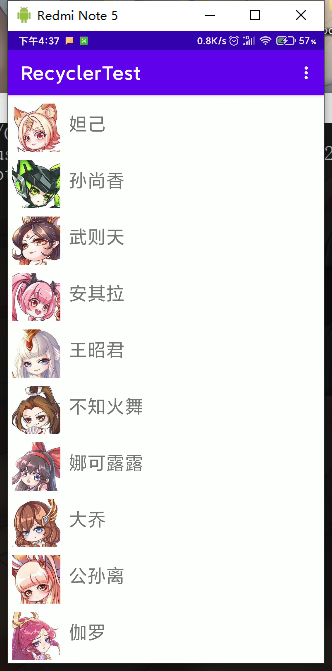 Redmi Note 5
下午4:37
0.8K/s
57%
RecyclerTest
妲己
孙尚香
武则天
安其拉
王昭君
不知火舞
娜可露露
大乔
公孙离
伽罗